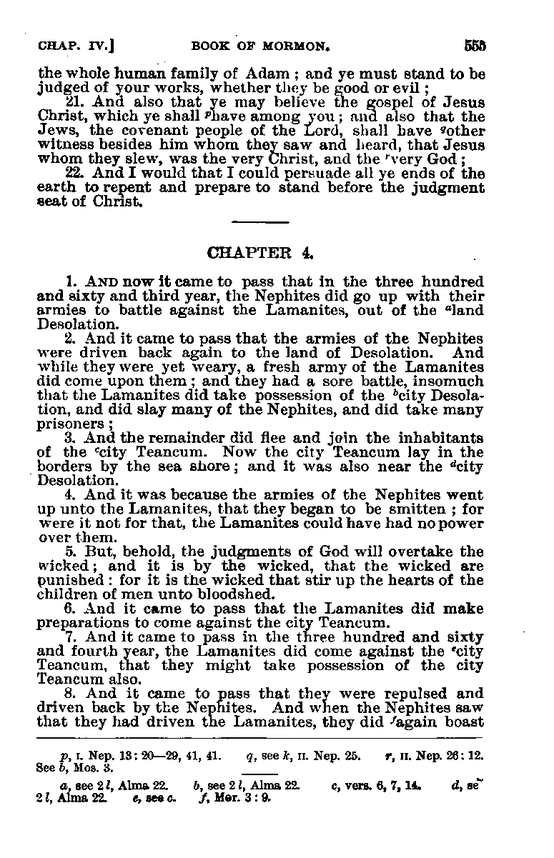 CHAP. IV.] BOOK OF MORMON. 555
the whole human family of Adam ; and ye must stand to be
judged of your works, whether they be good or evil ;
21. And also that ye may believe the gospel of Jesus
Christ, which ye shall ᵖhave among you ; and also that the
Jews, the covenant people of the Lord, shall have ᑫother
witness besides him whom they saw and heard, that Jesus
whom they slew, was the very Christ, and the ʳvery God ;
22. And I would that I could persuade all ye ends of the
earth to repent and prepare to stand before the judgment
seat of Christ.
CHAPTER 4.
1. AND now it came to pass that in the three hundred
and sixty and third year, the Nephites did go up with their
armies to battle against the Lamanites, out of the ᵃland
Desolation.
2. And it came to pass that the armies of the Nephites
were driven back again to the land of Desolation. And
while they were yet weary, a fresh army of the Lamanites
did come upon them ; and they had a sore battle, insomuch
that the Lamanites did take possession of the ᵇcity Desola-
tion, and did slay many of the Nephites, and did take many
prisoners ;
3. And the remainder did flee and join the inhabitants
of the ᶜcity Teancum. Now the city Teancum lay in the
borders by the sea shore ; and it was also near the ᵈcity
Desolation.
4. And it was because the armies of the Nephites went
up unto the Lamanites, that they began to be smitten ; for
were it not for that, the Lamanites could have had no power
over them.
5. But, behold, the judgments of God will overtake the
wicked ; and it is by the wicked, that the wicked are
punished : for it is the wicked that stir up the hearts of the
children of men unto bloodshed.
6. And it came to pass that the Lamanites did make
preparations to come against the city Teancum.
7. And it came to pass in the three hundred and sixty
and fourth year, the Lamanites did come against the ᵉcity
Teancum, that they might take possession of the city
Teancum also.
8. And it came to pass that they were repulsed and
driven back by the Nephites. And when the Nephites saw
that they had driven the Lamanites, they did ᶠagain boast
p, I. Nep. 13 : 20—29, 41, 41. q, see k, II. Nep. 25. r, II. Nep. 26 : 12.
See b, Mos. 3.
a, see 2 l, Alma 22. b, see 2 l, Alma 22. c, vers. 6, 7, 14. d, se
2 l, Alma 22. e, see c. f, Mor. 3 : 9.